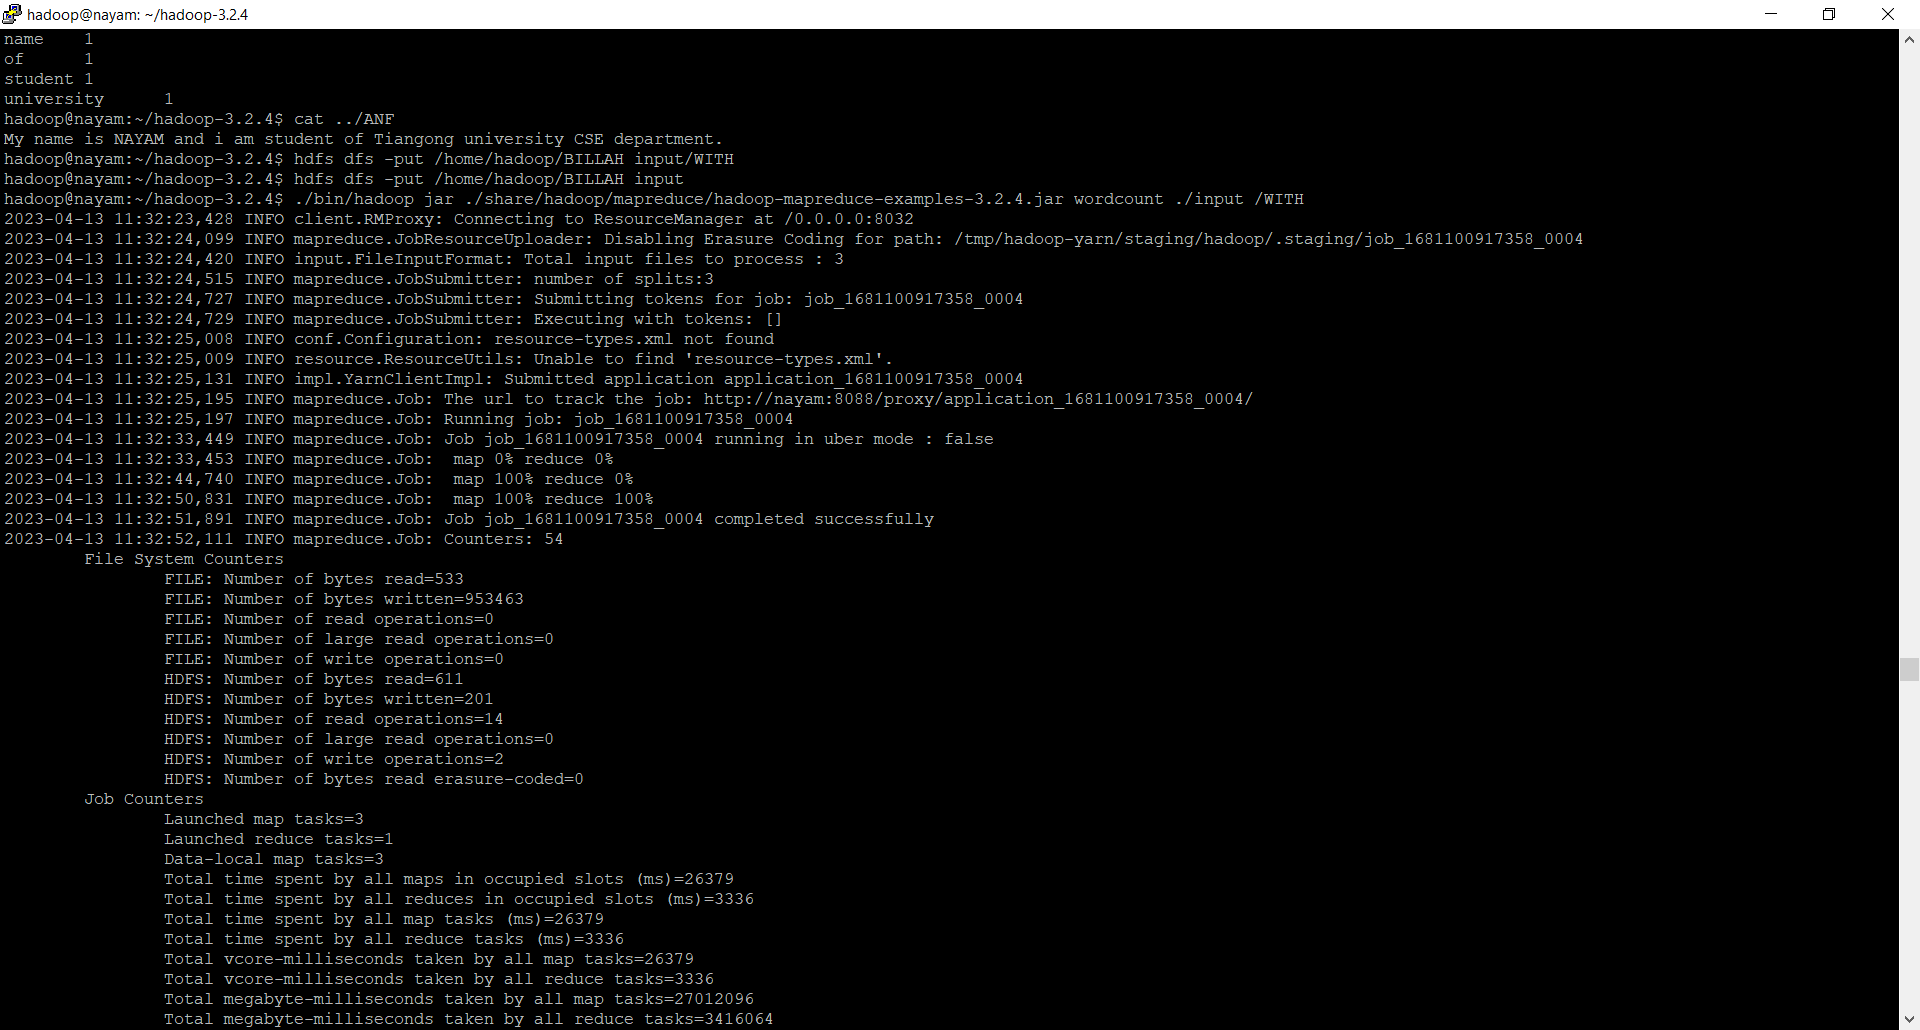 hadoop@nayam: ~/hadoop-3.2.4
name    1
of      1
student 1
university      1
hadoop@nayam:~/hadoop-3.2.4$ cat ../ANF
My name is NAYAM and i am student of Tiangong university CSE department.
hadoop@nayam:~/hadoop-3.2.4$ hdfs dfs -put /home/hadoop/BILLAH input/WITH
hadoop@nayam:~/hadoop-3.2.4$ hdfs dfs -put /home/hadoop/BILLAH input
hadoop@nayam:~/hadoop-3.2.4$ ./bin/hadoop jar ./share/hadoop/mapreduce/hadoop-mapreduce-examples-3.2.4.jar wordcount ./input /WITH
2023-04-13 11:32:23,428 INFO client.RMProxy: Connecting to ResourceManager at /0.0.0.0:8032
2023-04-13 11:32:24,099 INFO mapreduce.JobResourceUploader: Disabling Erasure Coding for path: /tmp/hadoop-yarn/staging/hadoop/.staging/job_1681100917358_0004
2023-04-13 11:32:24,420 INFO input.FileInputFormat: Total input files to process : 3
2023-04-13 11:32:24,515 INFO mapreduce.JobSubmitter: number of splits:3
2023-04-13 11:32:24,727 INFO mapreduce.JobSubmitter: Submitting tokens for job: job_1681100917358_0004
2023-04-13 11:32:24,729 INFO mapreduce.JobSubmitter: Executing with tokens: []
2023-04-13 11:32:25,008 INFO conf.Configuration: resource-types.xml not found
2023-04-13 11:32:25,009 INFO resource.ResourceUtils: Unable to find 'resource-types.xml'.
2023-04-13 11:32:25,131 INFO impl.YarnClientImpl: Submitted application application_1681100917358_0004
2023-04-13 11:32:25,195 INFO mapreduce.Job: The url to track the job: http://nayam:8088/proxy/application_1681100917358_0004/
2023-04-13 11:32:25,197 INFO mapreduce.Job: Running job: job_1681100917358_0004
2023-04-13 11:32:33,449 INFO mapreduce.Job: Job job_1681100917358_0004 running in uber mode : false
2023-04-13 11:32:33,453 INFO mapreduce.Job:  map 0% reduce 0%
2023-04-13 11:32:44,740 INFO mapreduce.Job:  map 100% reduce 0%
2023-04-13 11:32:50,831 INFO mapreduce.Job:  map 100% reduce 100%
2023-04-13 11:32:51,891 INFO mapreduce.Job: Job job_1681100917358_0004 completed successfully
2023-04-13 11:32:52,111 INFO mapreduce.Job: Counters: 54
        File System Counters
                FILE: Number of bytes read=533
                FILE: Number of bytes written=953463
                FILE: Number of read operations=0
                FILE: Number of large read operations=0
                FILE: Number of write operations=0
                HDFS: Number of bytes read=611
                HDFS: Number of bytes written=201
                HDFS: Number of read operations=14
                HDFS: Number of large read operations=0
                HDFS: Number of write operations=2
                HDFS: Number of bytes read erasure-coded=0
        Job Counters
                Launched map tasks=3
                Launched reduce tasks=1
                Data-local map tasks=3
                Total time spent by all maps in occupied slots (ms)=26379
                Total time spent by all reduces in occupied slots (ms)=3336
                Total time spent by all map tasks (ms)=26379
                Total time spent by all reduce tasks (ms)=3336
                Total vcore-milliseconds taken by all map tasks=26379
                Total vcore-milliseconds taken by all reduce tasks=3336
                Total megabyte-milliseconds taken by all map tasks=27012096
                Total megabyte-milliseconds taken by all reduce tasks=3416064